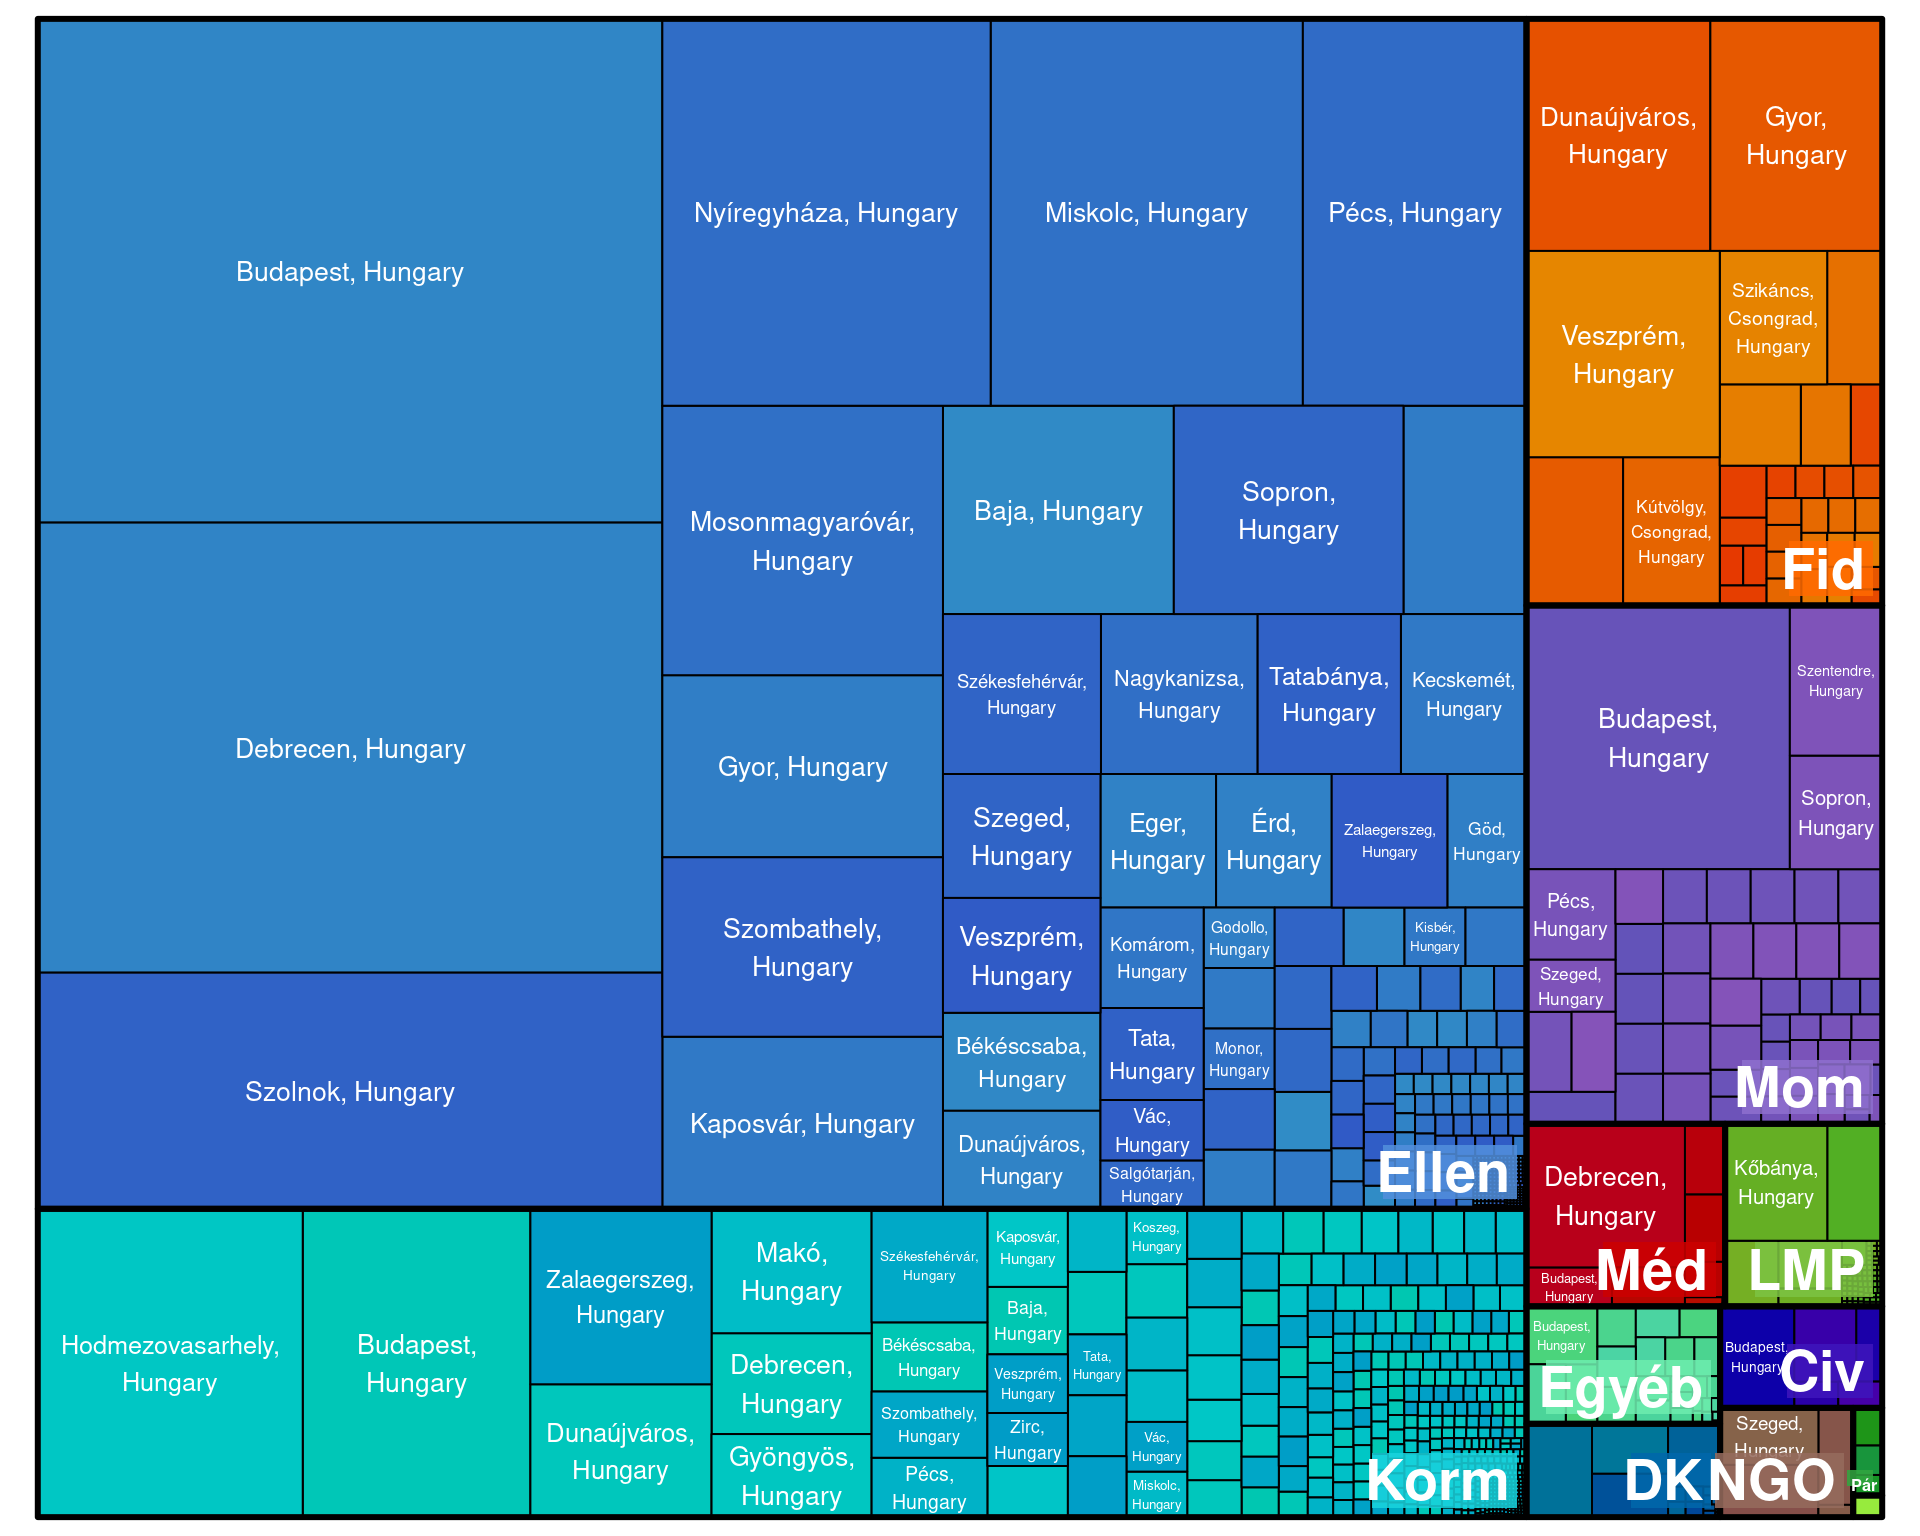 Budapest, Hungary
Debrecen, Hungary
Szolnok, Hungary
Nyíregyháza, Hungary
Miskolc, Hungary
Pécs, Hungary
Mosonmagyaróvár,
Hungary
Baja, Hungary
Sopron,
Hungary
Gyor, Hungary
Szombathely,
Hungary
Kaposvár, Hungary
Székesfehérvár,
Hungary
Nagykanizsa,
Hungary
Tatabánya,
Hungary
Kecskemét,
Hungary
Szeged,
Hungary
Eger,
Hungary
Érd,
Hungary
Zalaegerszeg,
Hungary
Göd,
Hungary
Veszprém,
Hungary
Komárom,
Hungary
Godollo,
Hungary
Kisbér,
Hungary
Békéscsaba,
Hungary
Tata,
Hungary
Monor,
Hungary
Dunaújváros,
Hungary
Vác,
Hungary
Salgótarján,
Hungary
Ellen
Hodmezovasarhely,
Hungary
Budapest,
Hungary
Zalaegerszeg,
Hungary
Dunaújváros,
Hungary
Makó,
Hungary
Debrecen,
Hungary
Gyöngyös,
Hungary
Székesfehérvár,
Hungary
Békéscsaba,
Hungary
Szombathely,
Hungary
Pécs,
Hungary
Kaposvár,
Hungary
Baja,
Hungary
Veszprém,
Hungary
Zirc,
Hungary
Tata,
Hungary
Koszeg,
Hungary
Vác,
Hungary
Miskolc,
Hungary
Korm
Dunaújváros,
Hungary
Gyor,
Hungary
Veszprém,
Hungary
Szikáncs,
Csongrad,
Hungary
Kútvölgy,
Csongrad,
Hungary
Fid
Budapest,
Hungary
Szentendre,
Hungary
Sopron,
Hungary
Pécs,
Hungary
Szeged,
Hungary
Mom
Debrecen,
Hungary
Budapest,
Hungary
Méd
Kőbánya,
Hungary
LMP
Budapest,
Hungary
Egyéb
Budapest,
Hungary
Civ
DK
Szeged,
Hungary
NGO
Pár